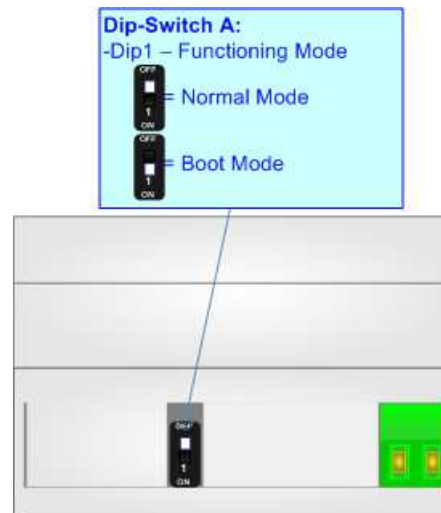 Dip-Switch A:
-Dip1 – Functioning Mode
OFF
= Normal Mode
1
ON
OFF
= Boot Mode
1
ON
OFF
1
ON